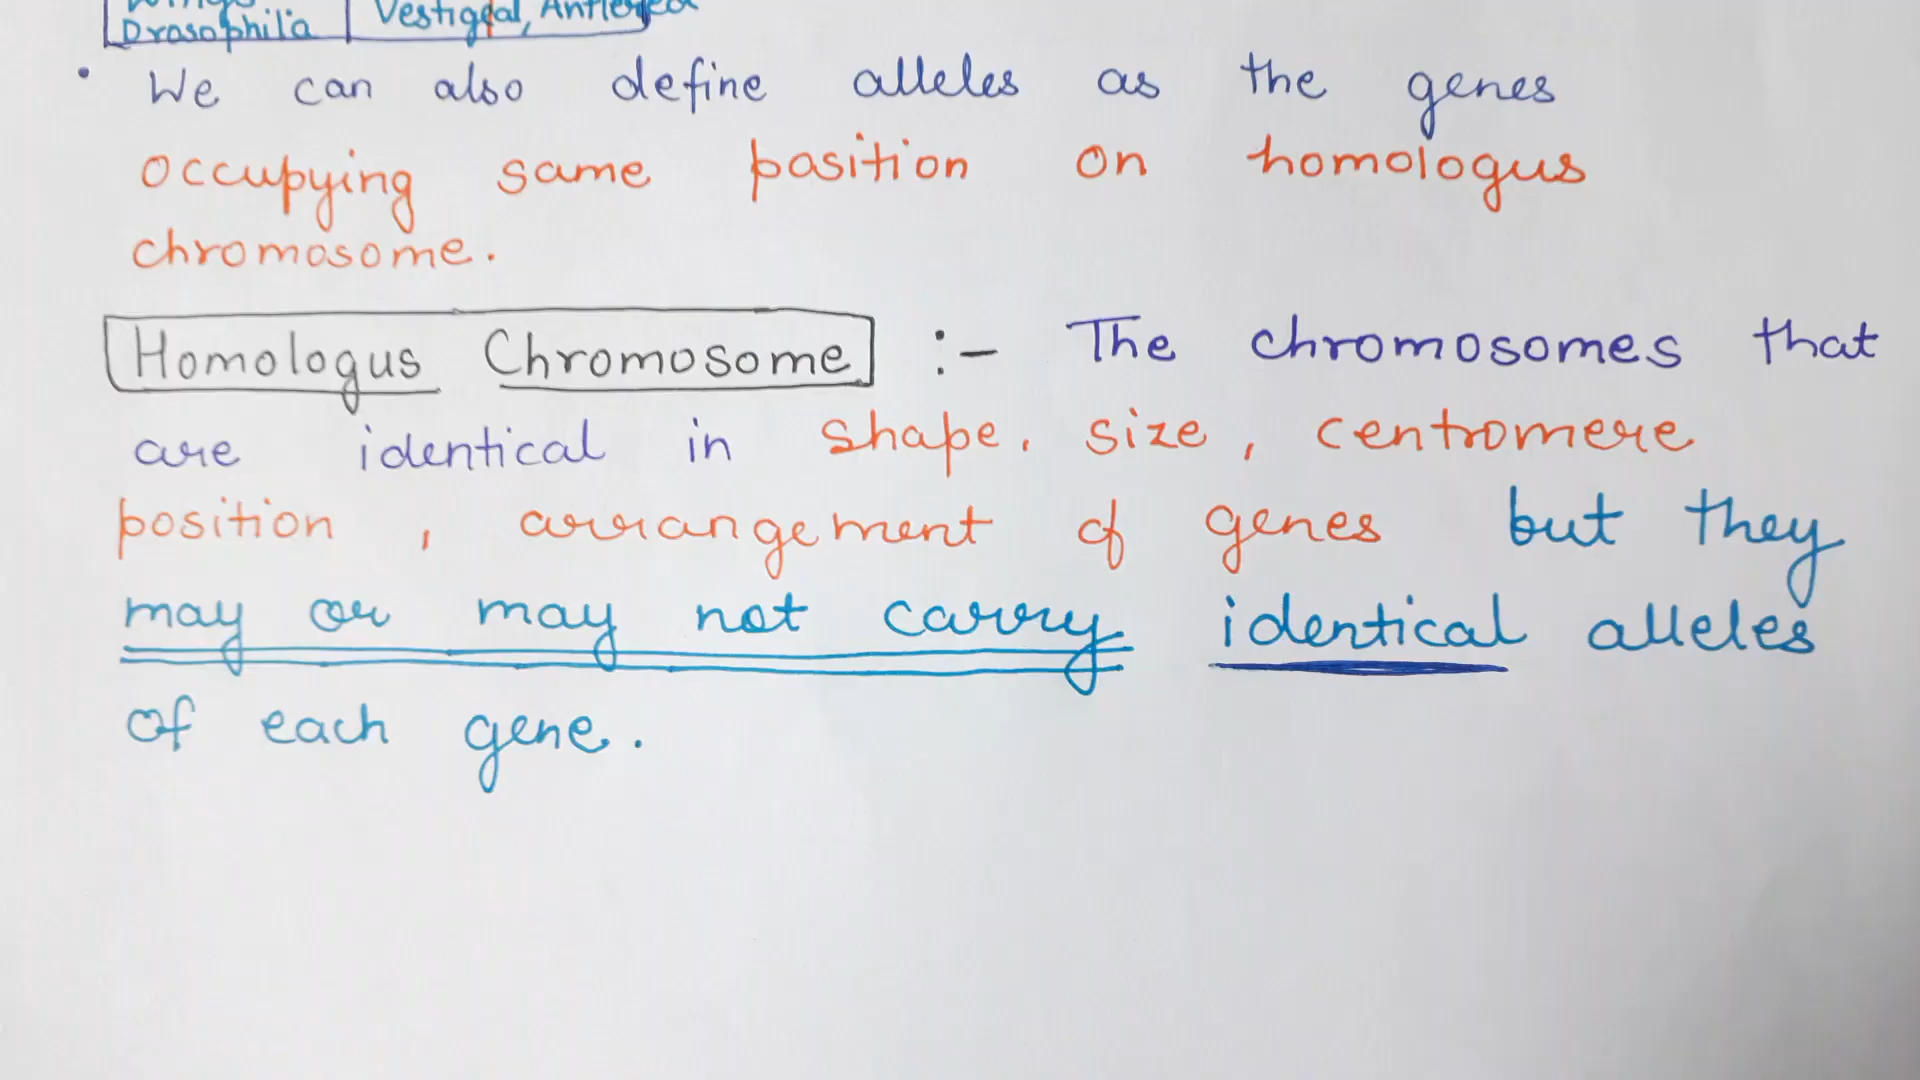 Drosophila Vestigeal, Antlered
• We can also define alleles as the genes
occupying same position on homologus
chromosome.
Homologus Chromosome :- The chromosomes that
are identical in shape, size, centromere
position, arrangement of genes but they
may or may not carry identical alleles
of each gene.